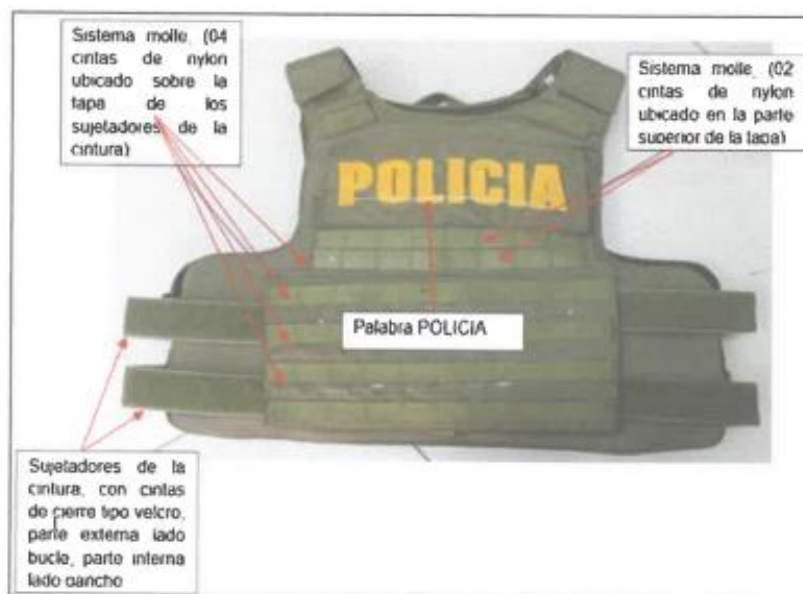 Sistema molle (04
cintas de nylon
ubicado sobre la
tapa de los
sujetadores de la
cintura)
Sistema molle (02
cintas de nylon
ubicado en la parte
superior de la tapa)
POLICIA
Palabra POLICIA
Sujetadores de la
cintura, con cintas
de cierre tipo velcro,
parte externa lado
bucle, parte interna
lado gancho